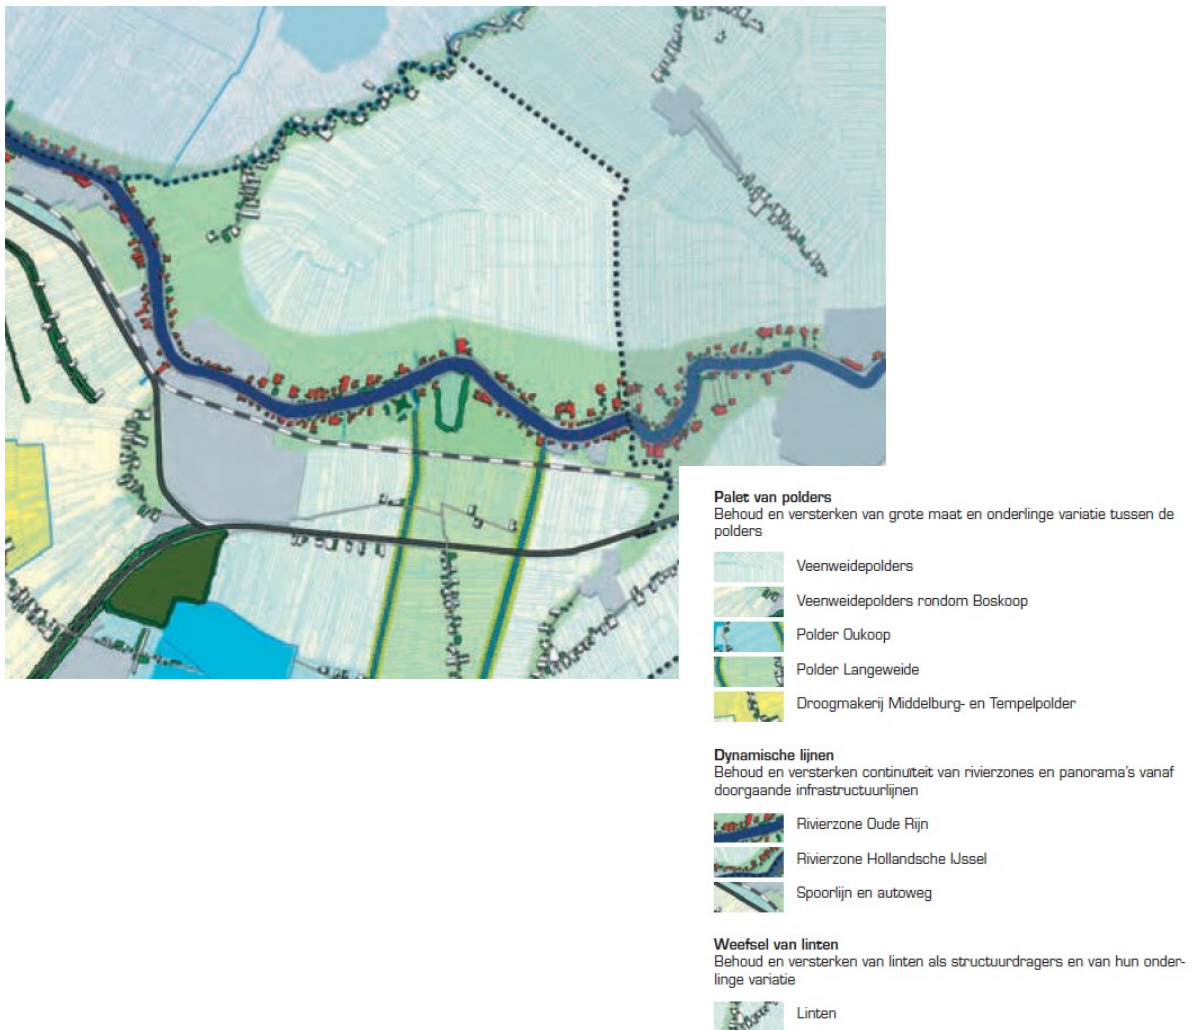 Palet van polders
Behoud en versterken van grote maat en onderlinge variatie tussen de
polders
Veenweidepolders
Veenweidepolders rondom Boskoop
Polder Oukoop
Polder Langeweide
Droogmakerij Middelburg- en Tempelpolder
Dynamische lijnen
Behoud en versterken continuïteit van rivierzones en panorama's vanaf
doorgaande infrastructuurlijnen
Rivierzone Oude Rijn
Rivierzone Hollandsche IJssel
Spoorlijn en autoweg
Weefsel van linten
Behoud en versterken van linten als structuurdragers en van hun onder-
linge variatie
Linten